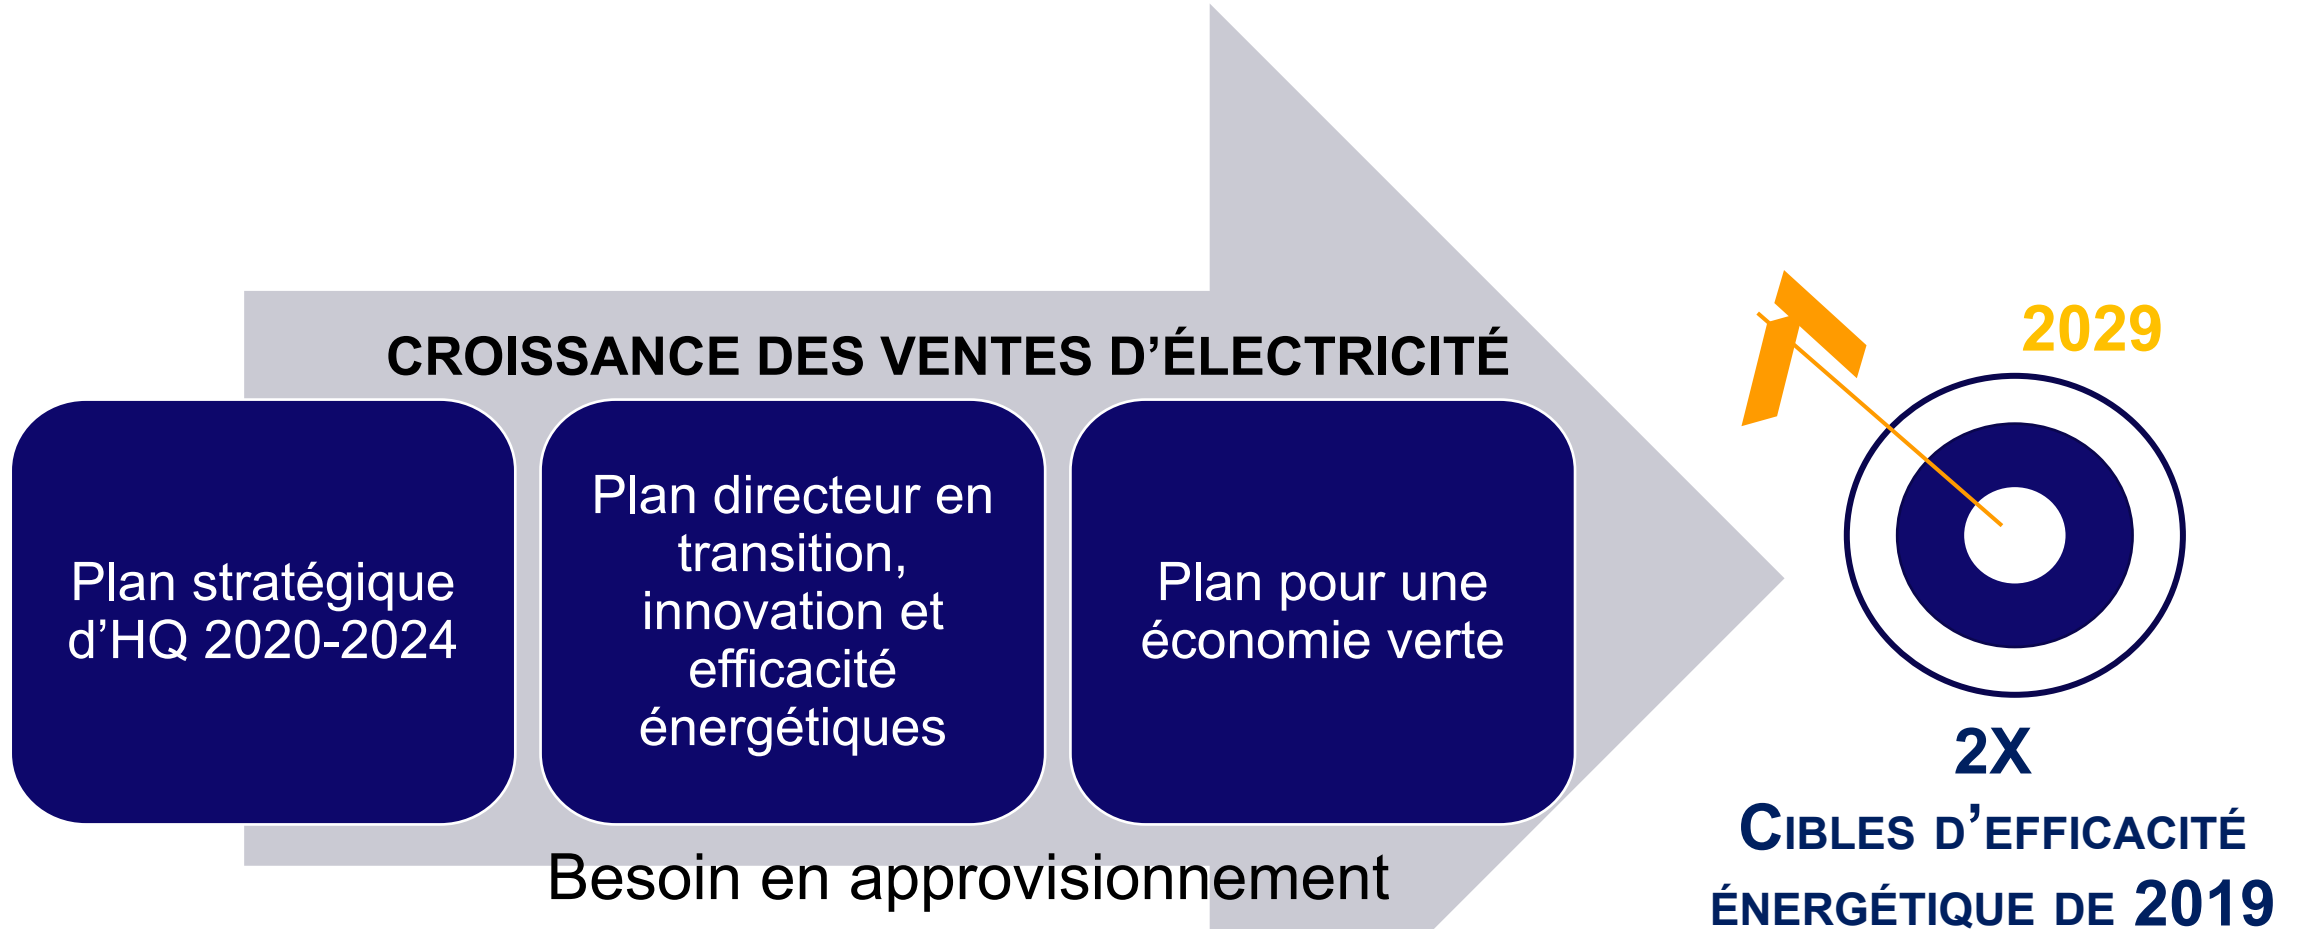 CROISSANCE DES VENTES D’ÉLECTRICITÉ
Plan stratégique
d’HQ 2020-2024
Plan directeur en
transition,
innovation et
efficacité
énergétiques
Plan pour une
économie verte
Besoin en approvisionnement
2029
2X
CIBLES D’EFFICACITÉ
ÉNERGÉTIQUE DE 2019